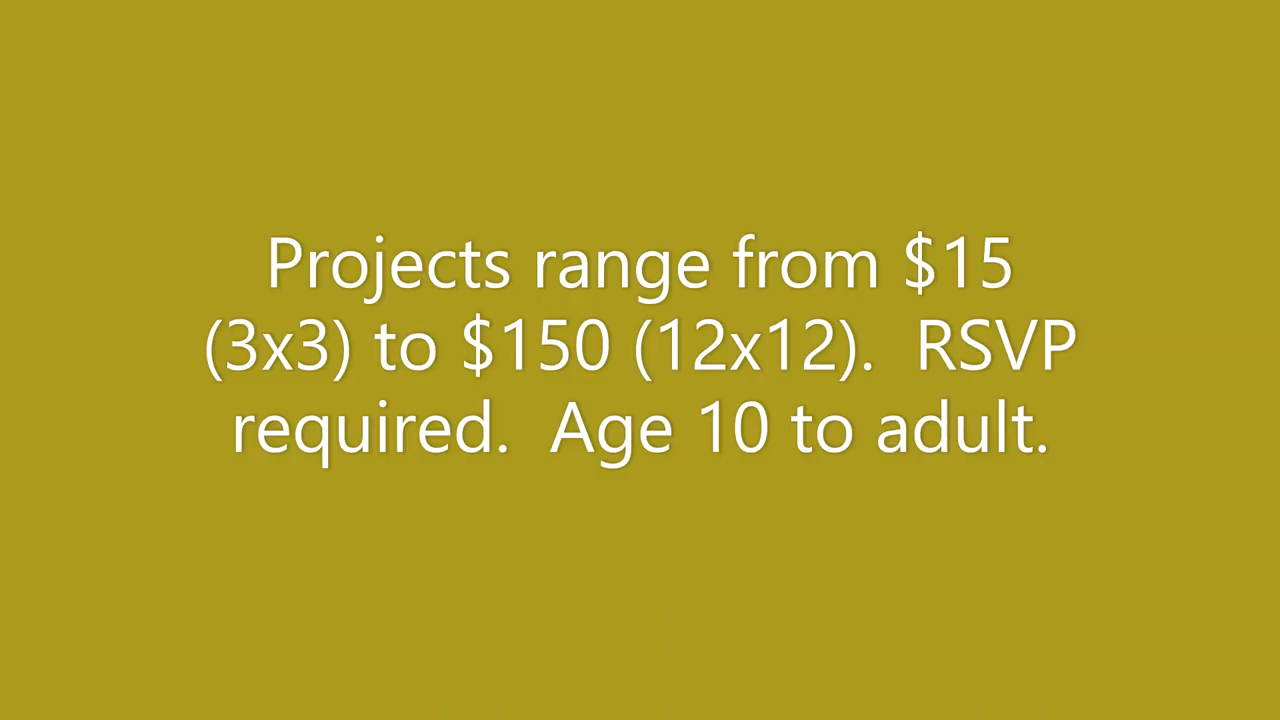 Projects range from $15
(3x3) to $150 (12x12).  RSVP
required.  Age 10 to adult.